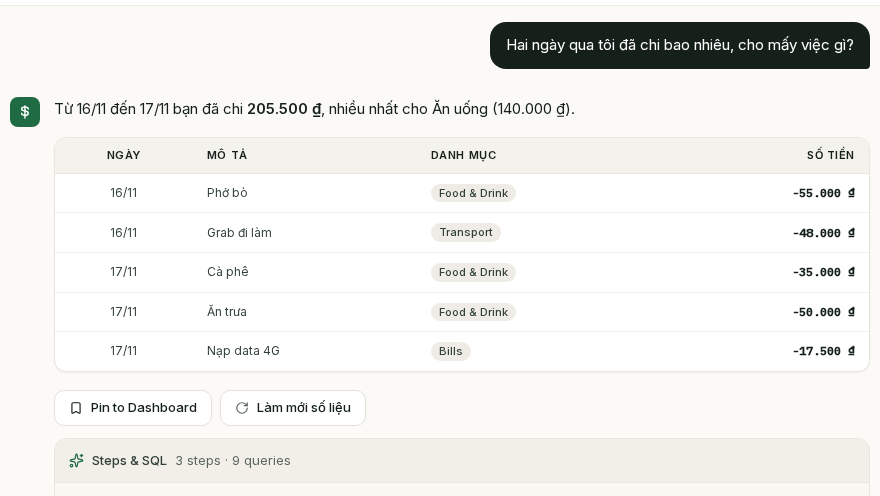 Hai ngày qua tôi đã chi bao nhiêu, cho mấy việc gì?
$ Từ 16/11 đến 17/11 bạn đã chi 205.500 ₫, nhiều nhất cho Ăn uống (140.000 ₫).
NGÀY MÔ TẢ DANH MỤC SỐ TIỀN
16/11 Phở bò Food & Drink -55.000 ₫
16/11 Grab đi làm Transport -48.000 ₫
17/11 Cà phê Food & Drink -35.000 ₫
17/11 Ăn trưa Food & Drink -50.000 ₫
17/11 Nạp data 4G Bills -17.500 ₫
Pin to Dashboard Làm mới số liệu
Steps & SQL 3 steps · 9 queries